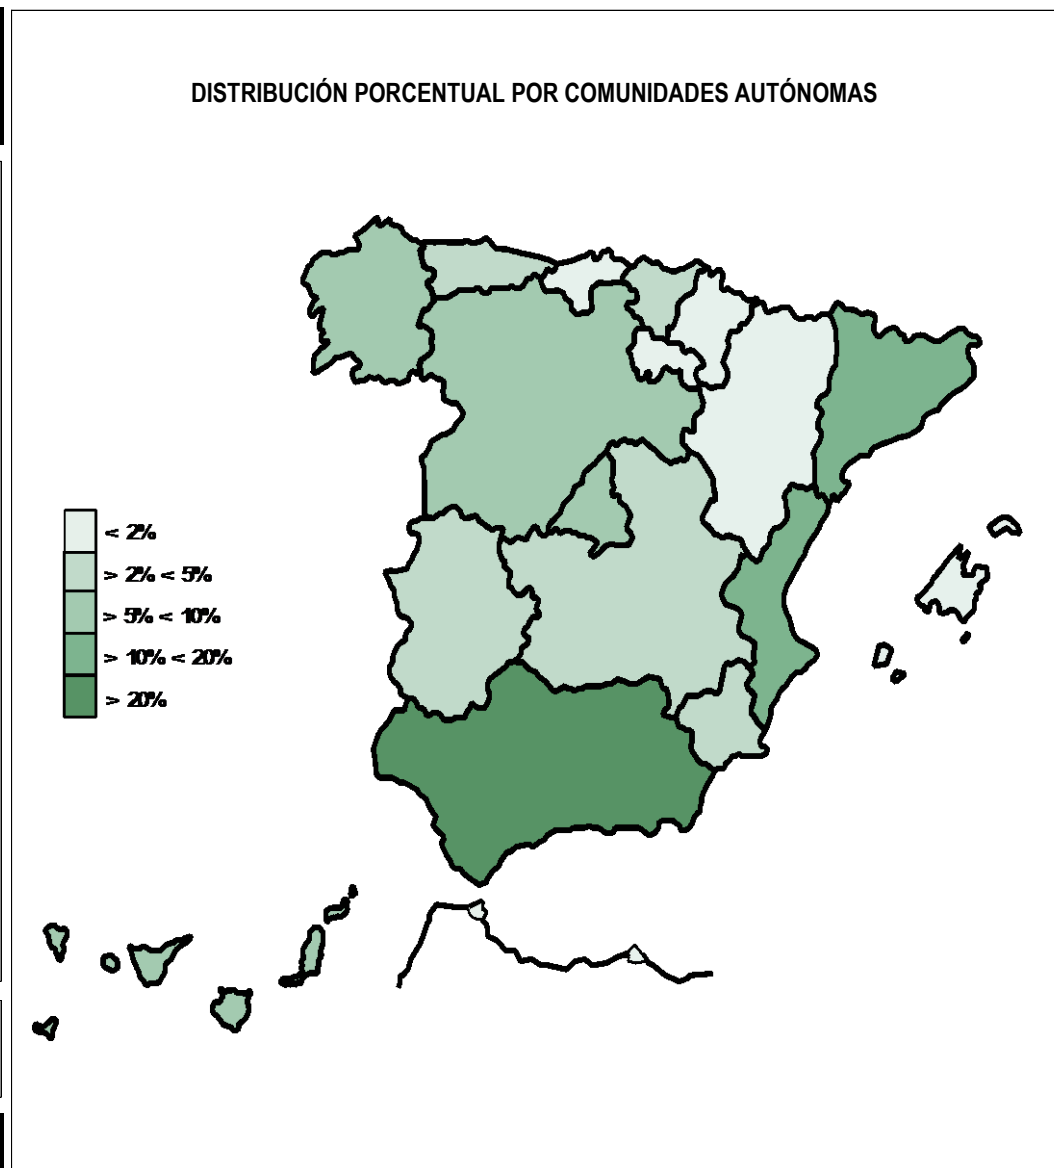 DISTRIBUCIÓN PORCENTUAL POR COMUNIDADES AUTÓNOMAS
< 2%
> 2% < 5%
> 5% < 10%
> 10% < 20%
> 20%